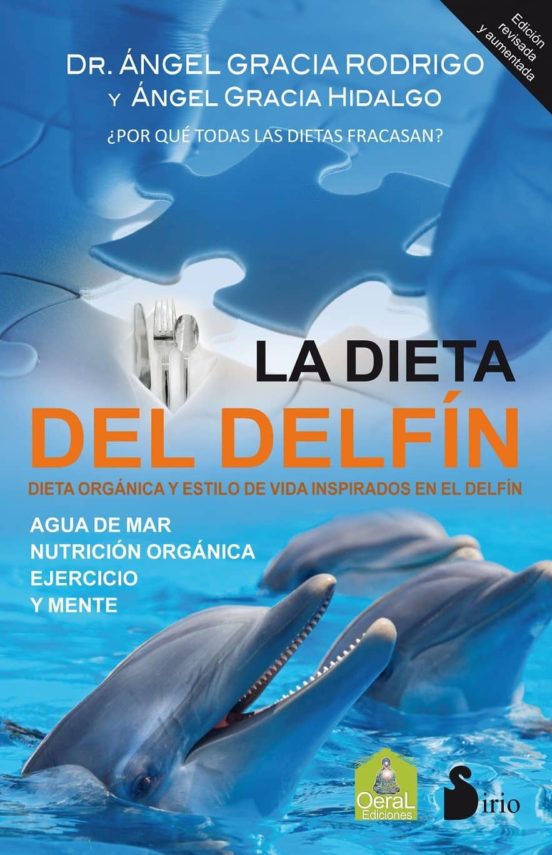 Edición
revisada
y aumentada
DR. ÁNGEL GRACIA RODRIGO
Y ÁNGEL GRACIA HIDALGO
¿POR QUÉ TODAS LAS DIETAS FRACASAN?
LA DIETA
DEL DELFÍN
DIETA ORGÁNICA Y ESTILO DE VIDA INSPIRADOS EN EL DELFÍN
AGUA DE MAR
NUTRICIÓN ORGÁNICA
EJERCICIO
Y MENTE
OeraL
Ediciones
Sirio